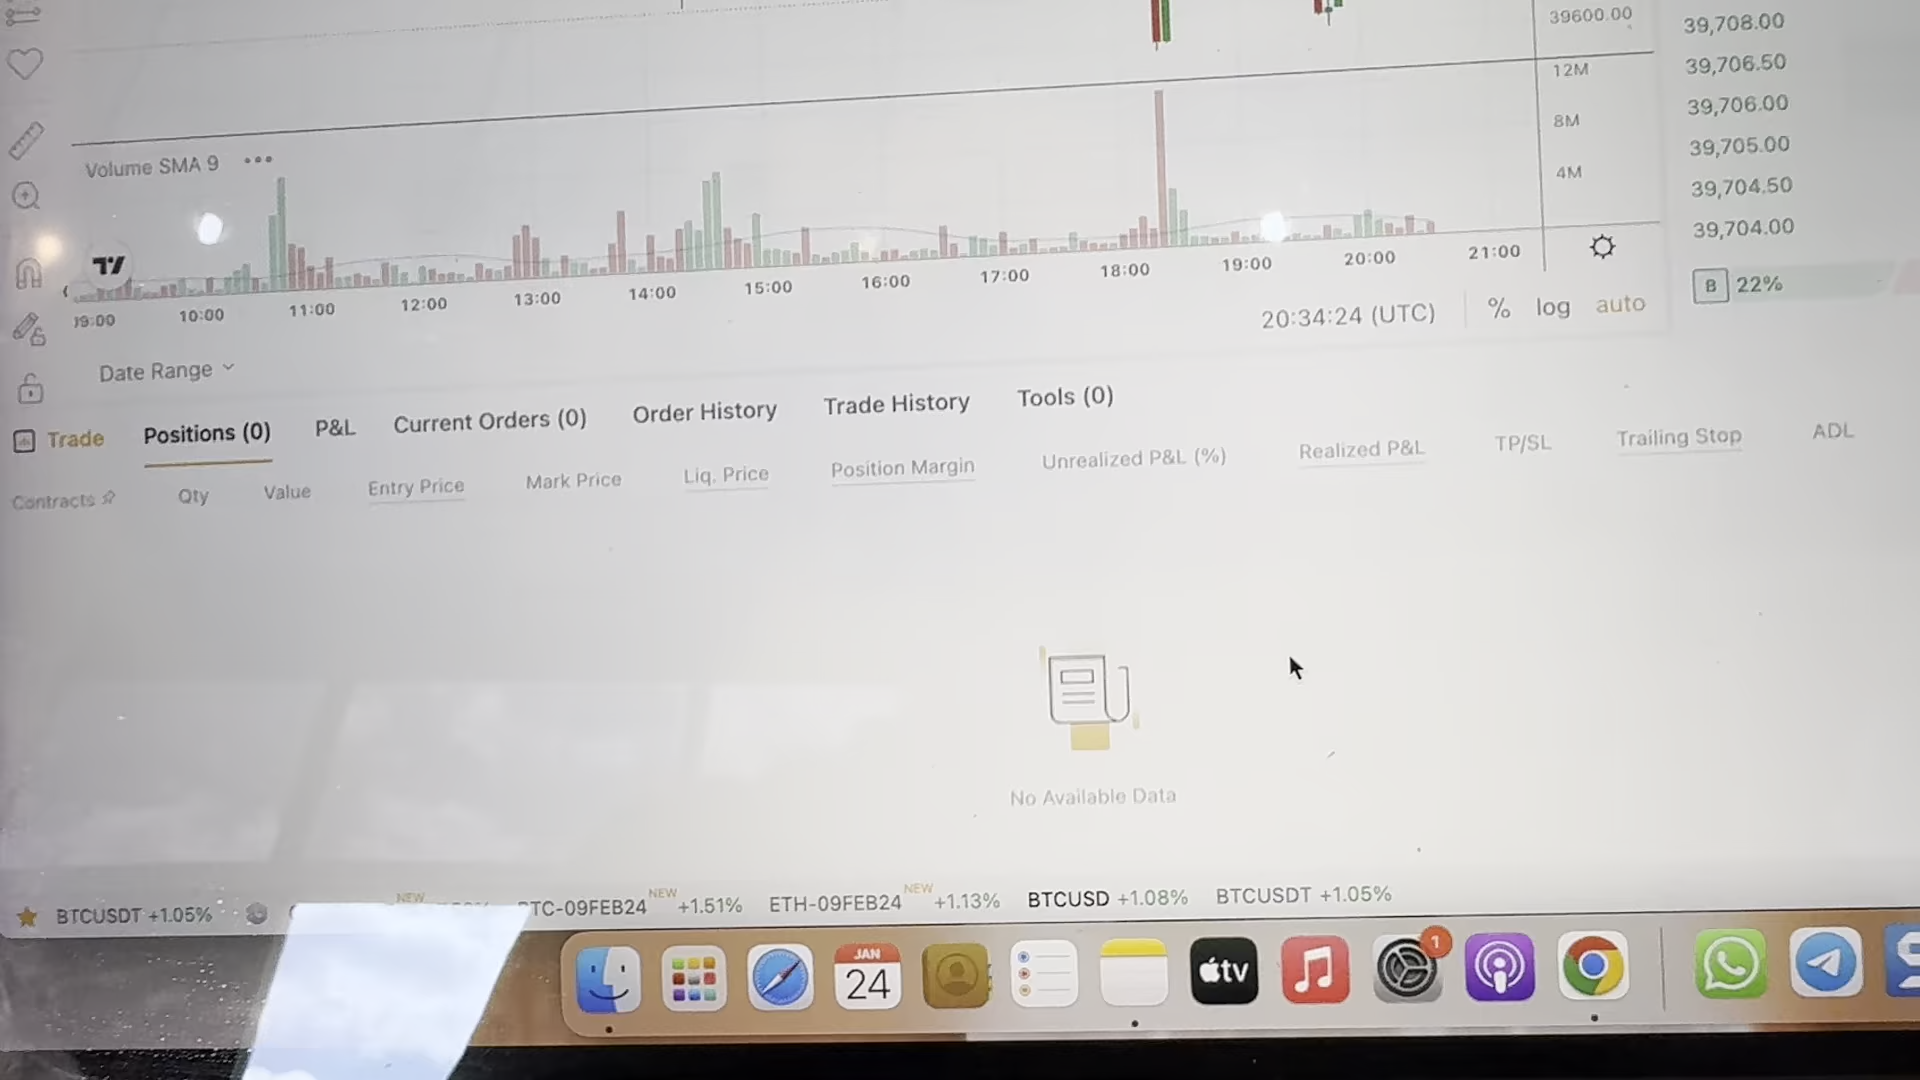 39600.00
39,708.00
12M
39,706.50
8M
39,706.00
4M
39,705.00
39,704.50
39,704.00
Volume SMA 9
10:00 11:00 12:00 13:00 14:00 15:00 16:00 17:00 18:00 19:00 20:00 21:00
B 22%
20:34:24 (UTC) % log auto
Date Range
Trade Positions (0) P&L Current Orders (0) Order History Trade History Tools (0)
Contracts Qty Value Entry Price Mark Price Liq. Price Position Margin Unrealized P&L (%) Realized P&L TP/SL Trailing Stop ADL
No Available Data
BTCUSDT +1.05% NEW TC-09FEB24 NEW +1.51% ETH-09FEB24 NEW +1.13% BTCUSD +1.08% BTCUSDT +1.05%
JAN
24
tv
1